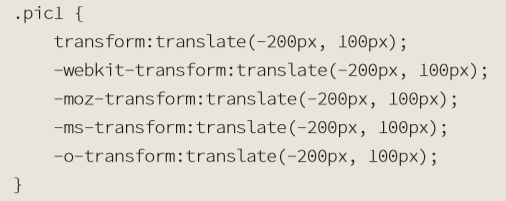 .pic1 {
    transform:translate(-200px, 100px);
    -webkit-transform:translate(-200px, 100px);
    -moz-transform:translate(-200px, 100px);
    -ms-transform:translate(-200px, 100px);
    -o-transform:translate(-200px, 100px);
}